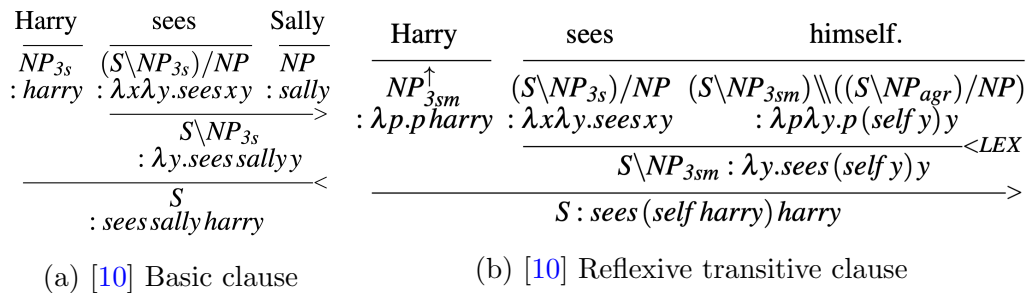 Harry sees Sally
NP3s (S\NP3s)/NP NP
: harry : λxλy.sees x y : sally
>
S\NP3s
: λy.sees sally y
<
S
: sees sally harry
(a) [10] Basic clause
Harry sees himself.
NP↑3sm (S\NP3s)/NP (S\NP3sm)\\((S\NPagr)/NP)
: λp.p harry : λxλy.sees x y : λpλy.p (self y) y
<LEX
S\NP3sm : λy.sees (self y) y
>
S : sees (self harry) harry
(b) [10] Reflexive transitive clause